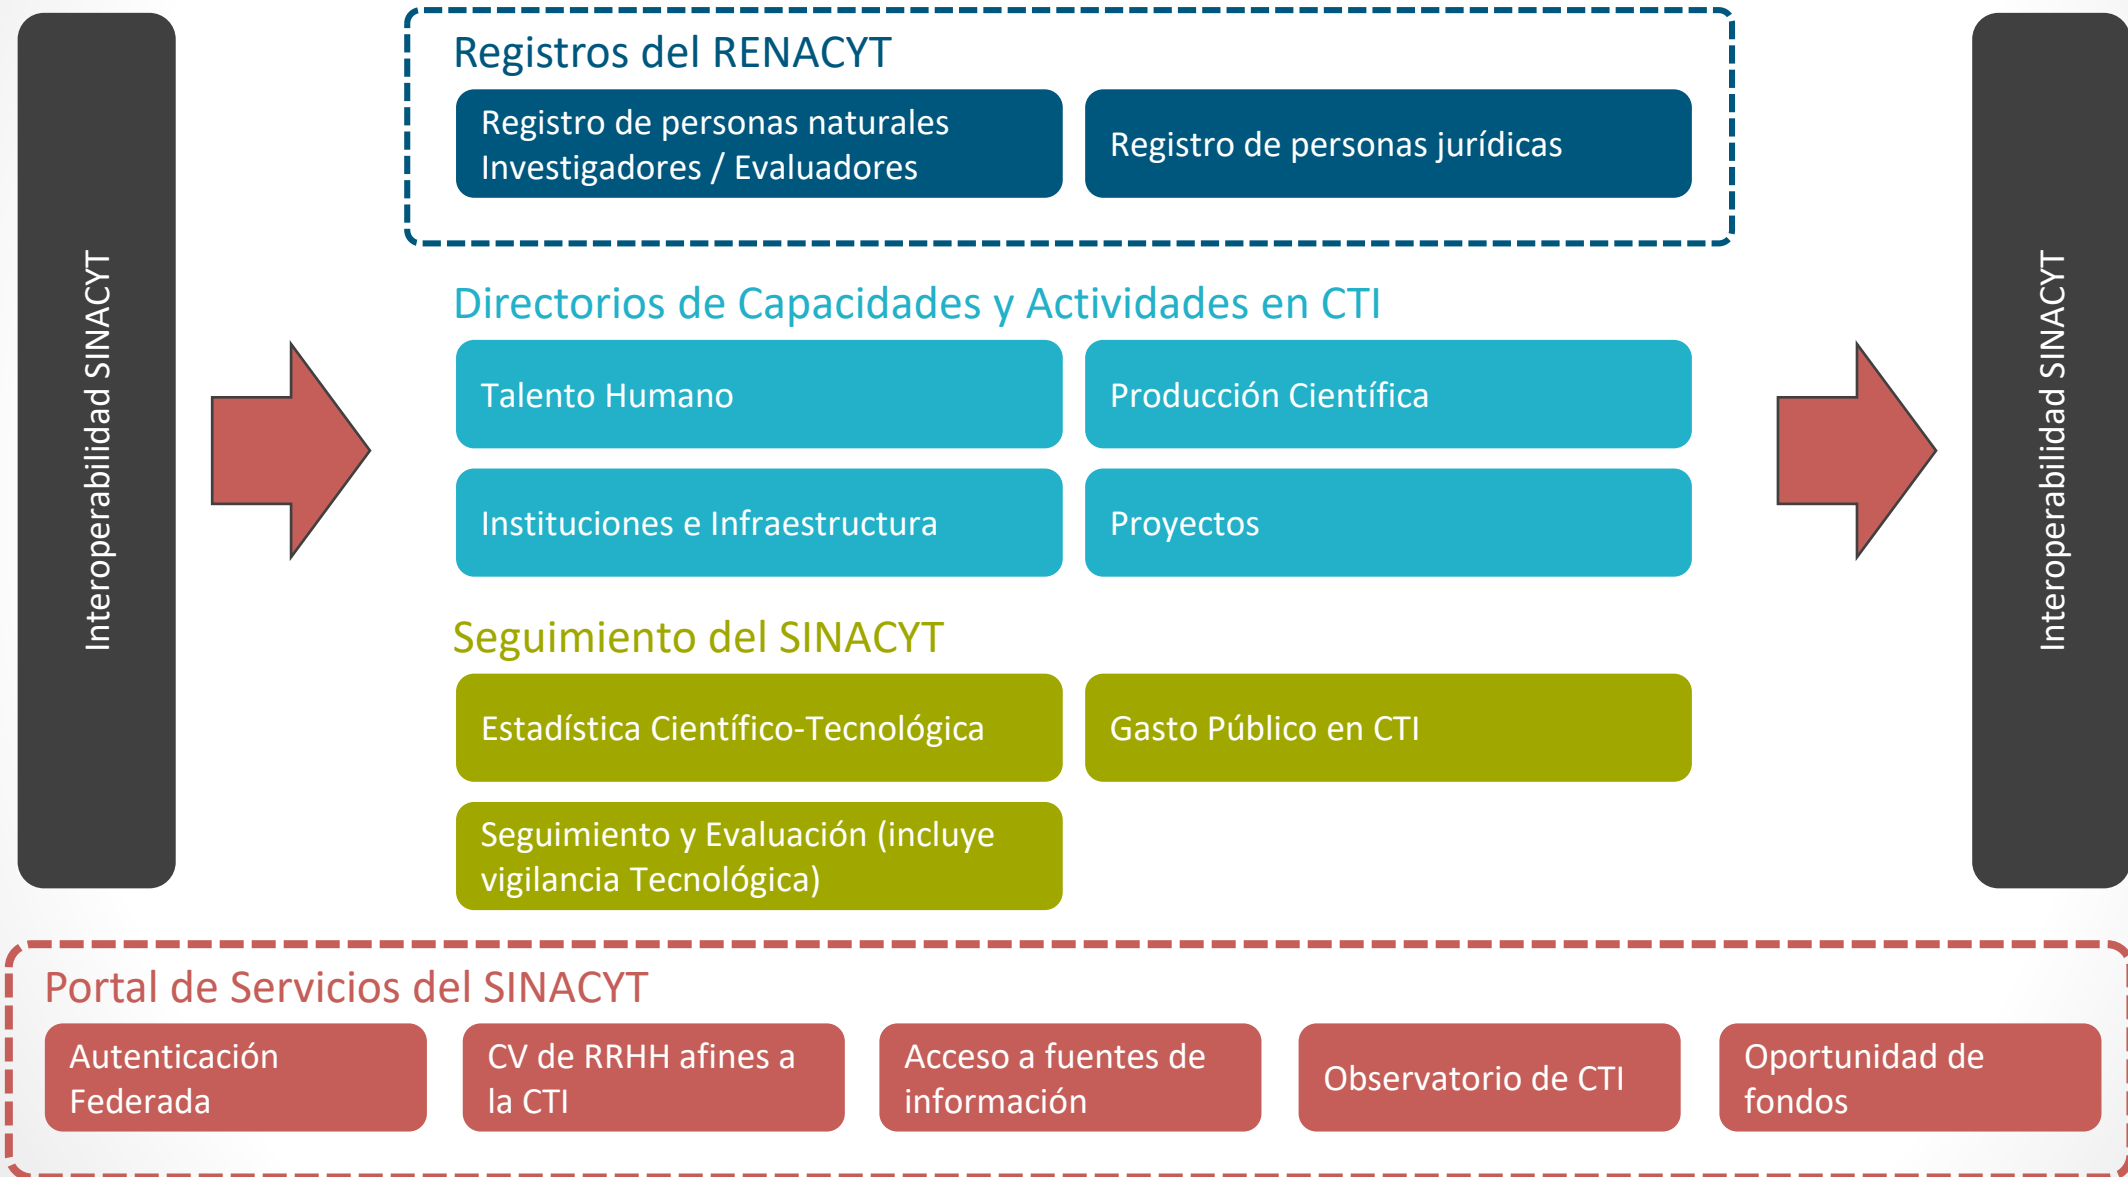 Interoperabilidad SINACYT
Registros del RENACYT
Registro de personas naturales
Investigadores / Evaluadores
Registro de personas jurídicas
Directorios de Capacidades y Actividades en CTI
Talento Humano
Producción Científica
Instituciones e Infraestructura
Proyectos
Seguimiento del SINACYT
Estadística Científico-Tecnológica
Gasto Público en CTI
Seguimiento y Evaluación (incluye
vigilancia Tecnológica)
Interoperabilidad SINACYT
Portal de Servicios del SINACYT
Autenticación
Federada
CV de RRHH afines a
la CTI
Acceso a fuentes de
información
Observatorio de CTI
Oportunidad de
fondos